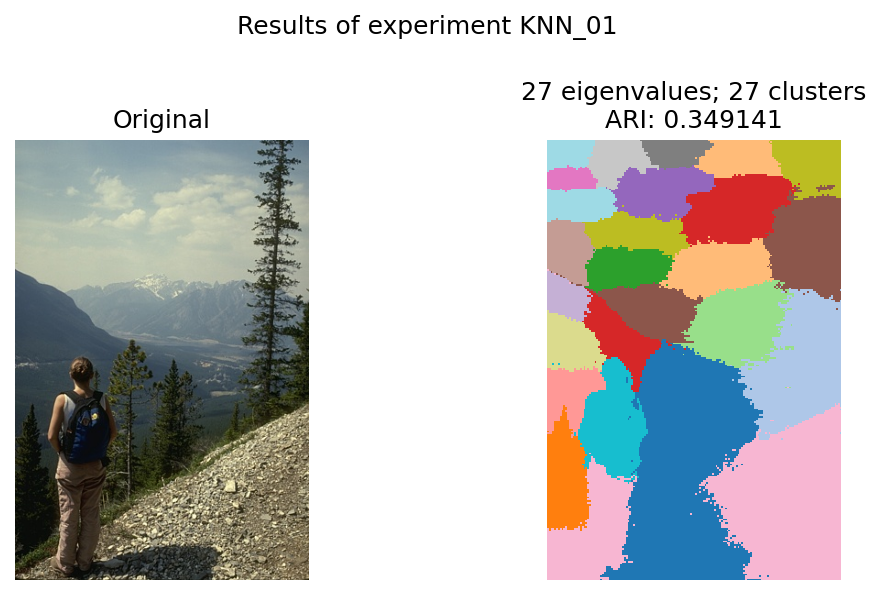 Results of experiment KNN_01
Original
27 eigenvalues; 27 clusters
ARI: 0.349141